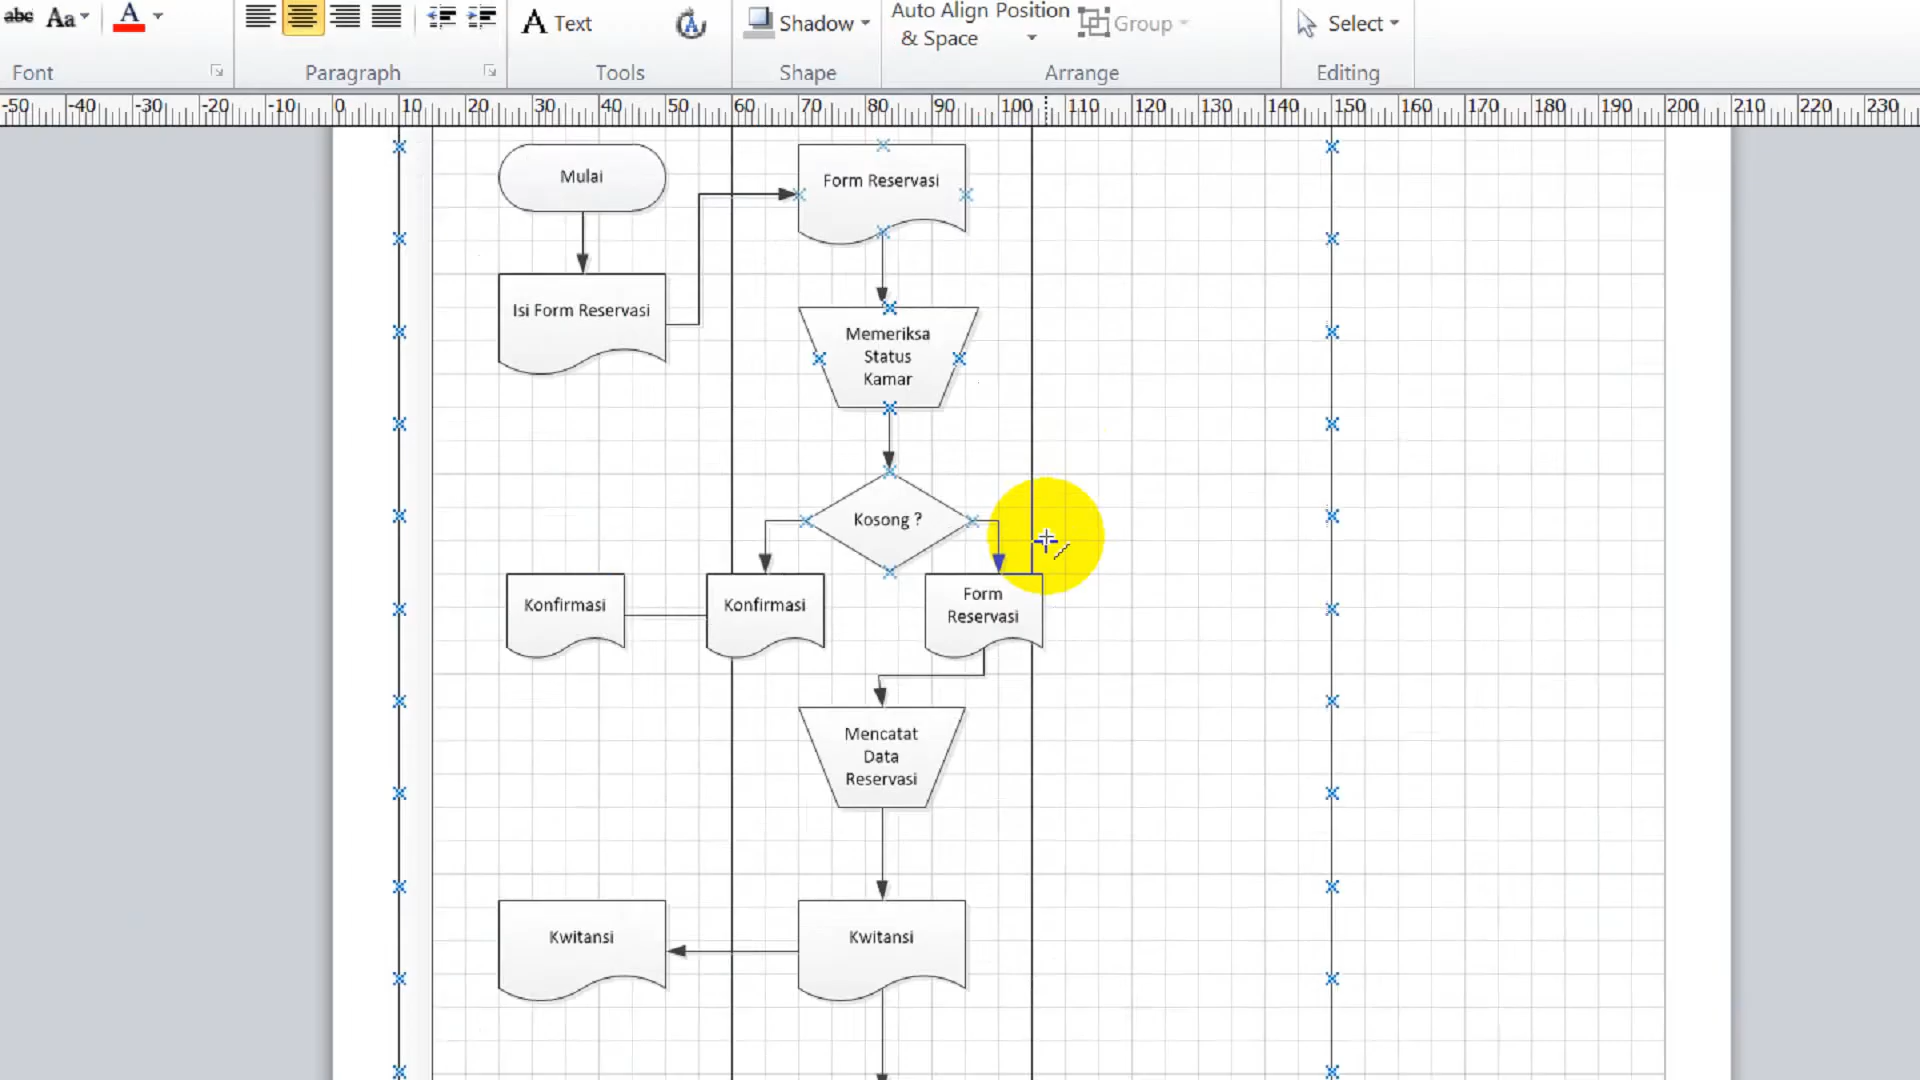 abc Aa A
A Text
Shadow
Auto Align Position
& Space
Group
Select
Font
Paragraph
Tools
Shape
Arrange
Editing
-50 -40 -30 -20 -10 0 10 20 30 40 50 60 70 80 90 100 110 120 130 140 150 160 170 180 190 200 210 220 230
Mulai
Form Reservasi
Isi Form Reservasi
Memeriksa
Status
Kamar
Kosong ?
Konfirmasi
Konfirmasi
Form
Reservasi
Mencatat
Data
Reservasi
Kwitansi
Kwitansi